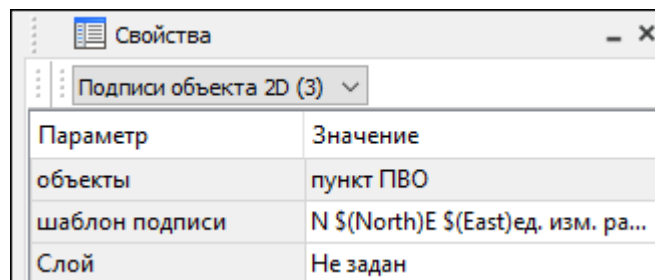 Свойства
Подписи объекта 2D (3)
Параметр Значение
объекты пункт ПВО
шаблон подписи N $(North)E $(East)ед. изм. ра...
Слой Не задан